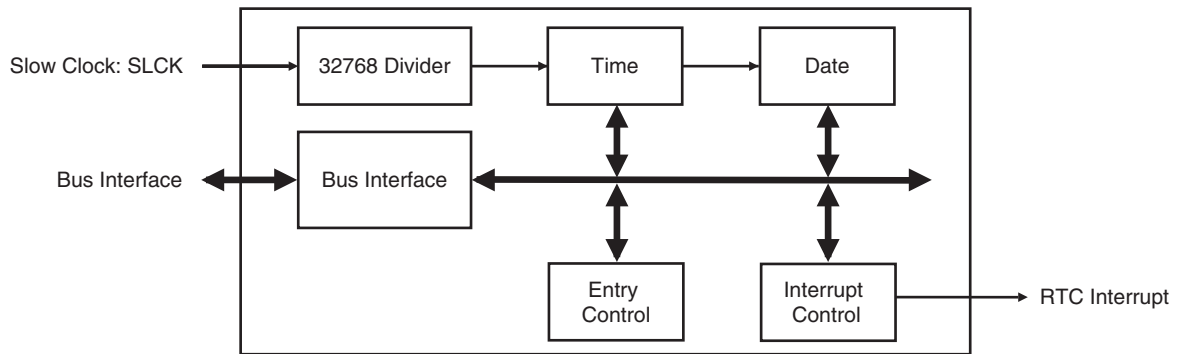 Slow Clock: SLCK
32768 Divider
Time
Date
Bus Interface
Bus Interface
Entry
Control
Interrupt
Control
RTC Interrupt